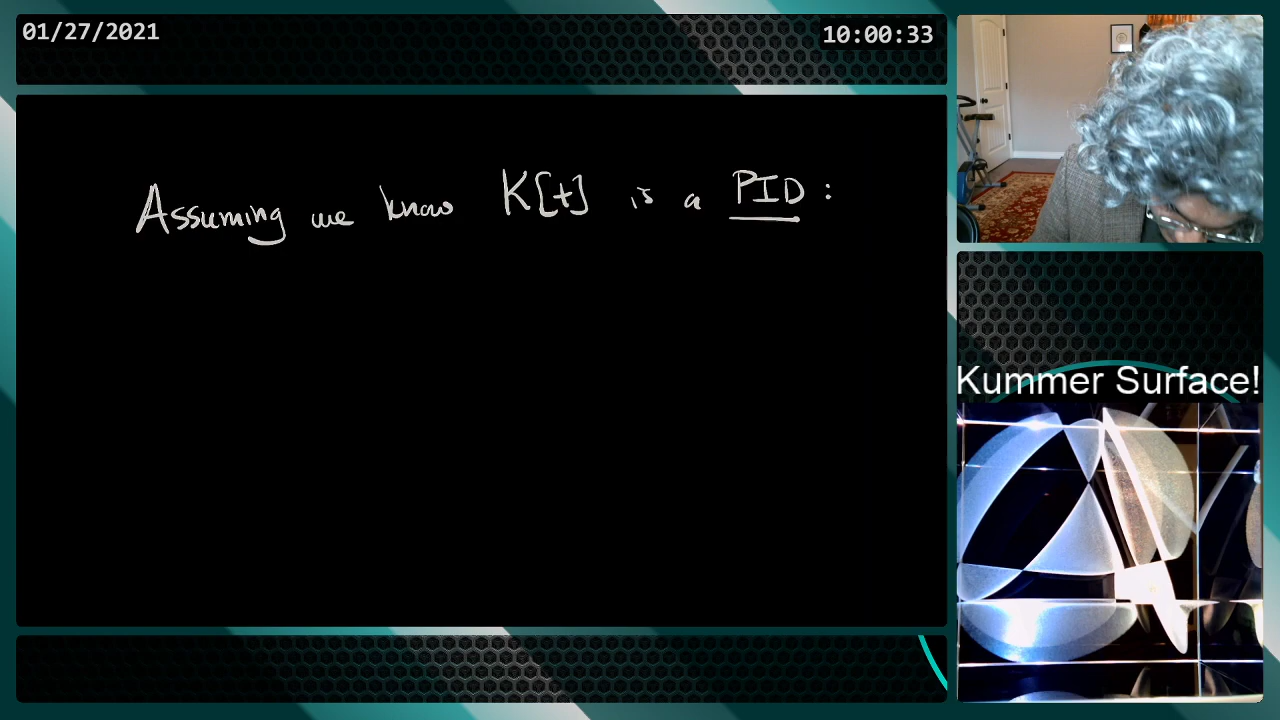 01/27/2021
10:00:33
Assuming we know K[t] is a PID:
Kummer Surface!